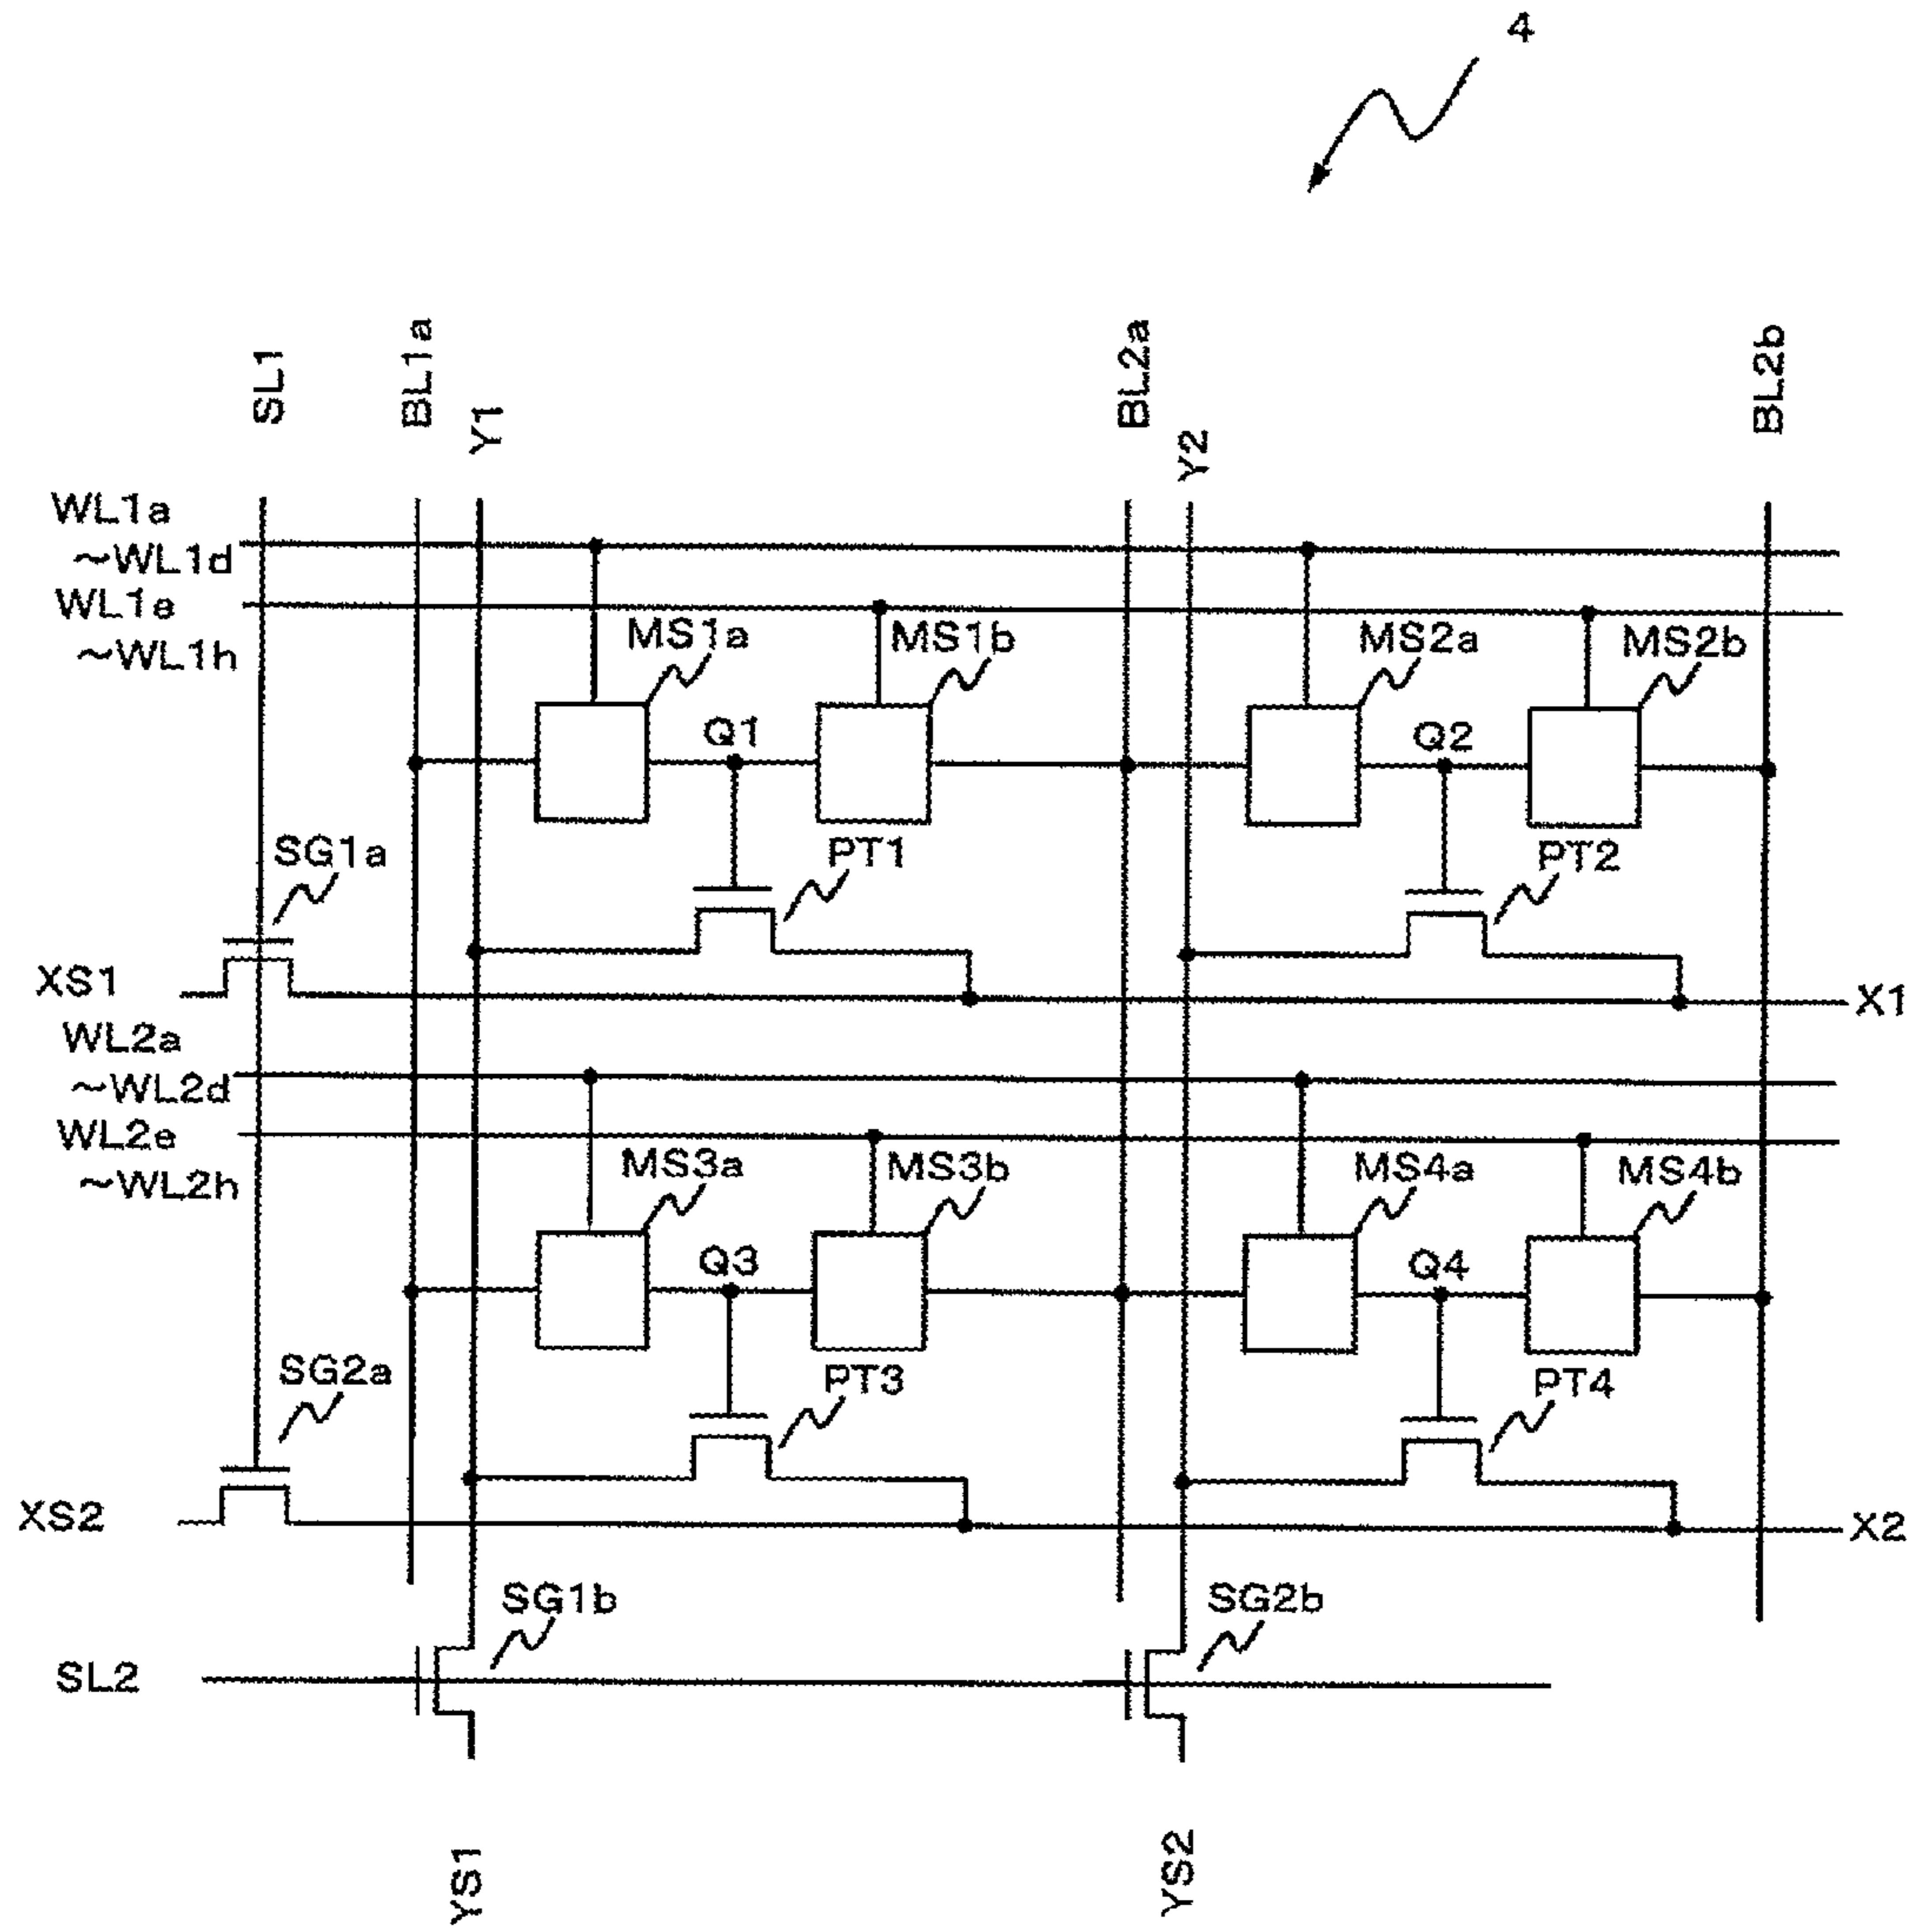 4
SL1
BL1a
Y1
BL2a
Y2
BL2b
WL1a
~WL1d
WL1e
~WL1h
MS1a
MS1b
MS2a
MS2b
Q1
Q2
SG1a
PT1
PT2
XS1
X1
WL2a
~WL2d
WL2e
~WL2h
MS3a
MS3b
MS4a
MS4b
Q3
Q4
SG2a
PT3
PT4
XS2
X2
SG1b
SG2b
SL2
YS1
YS2